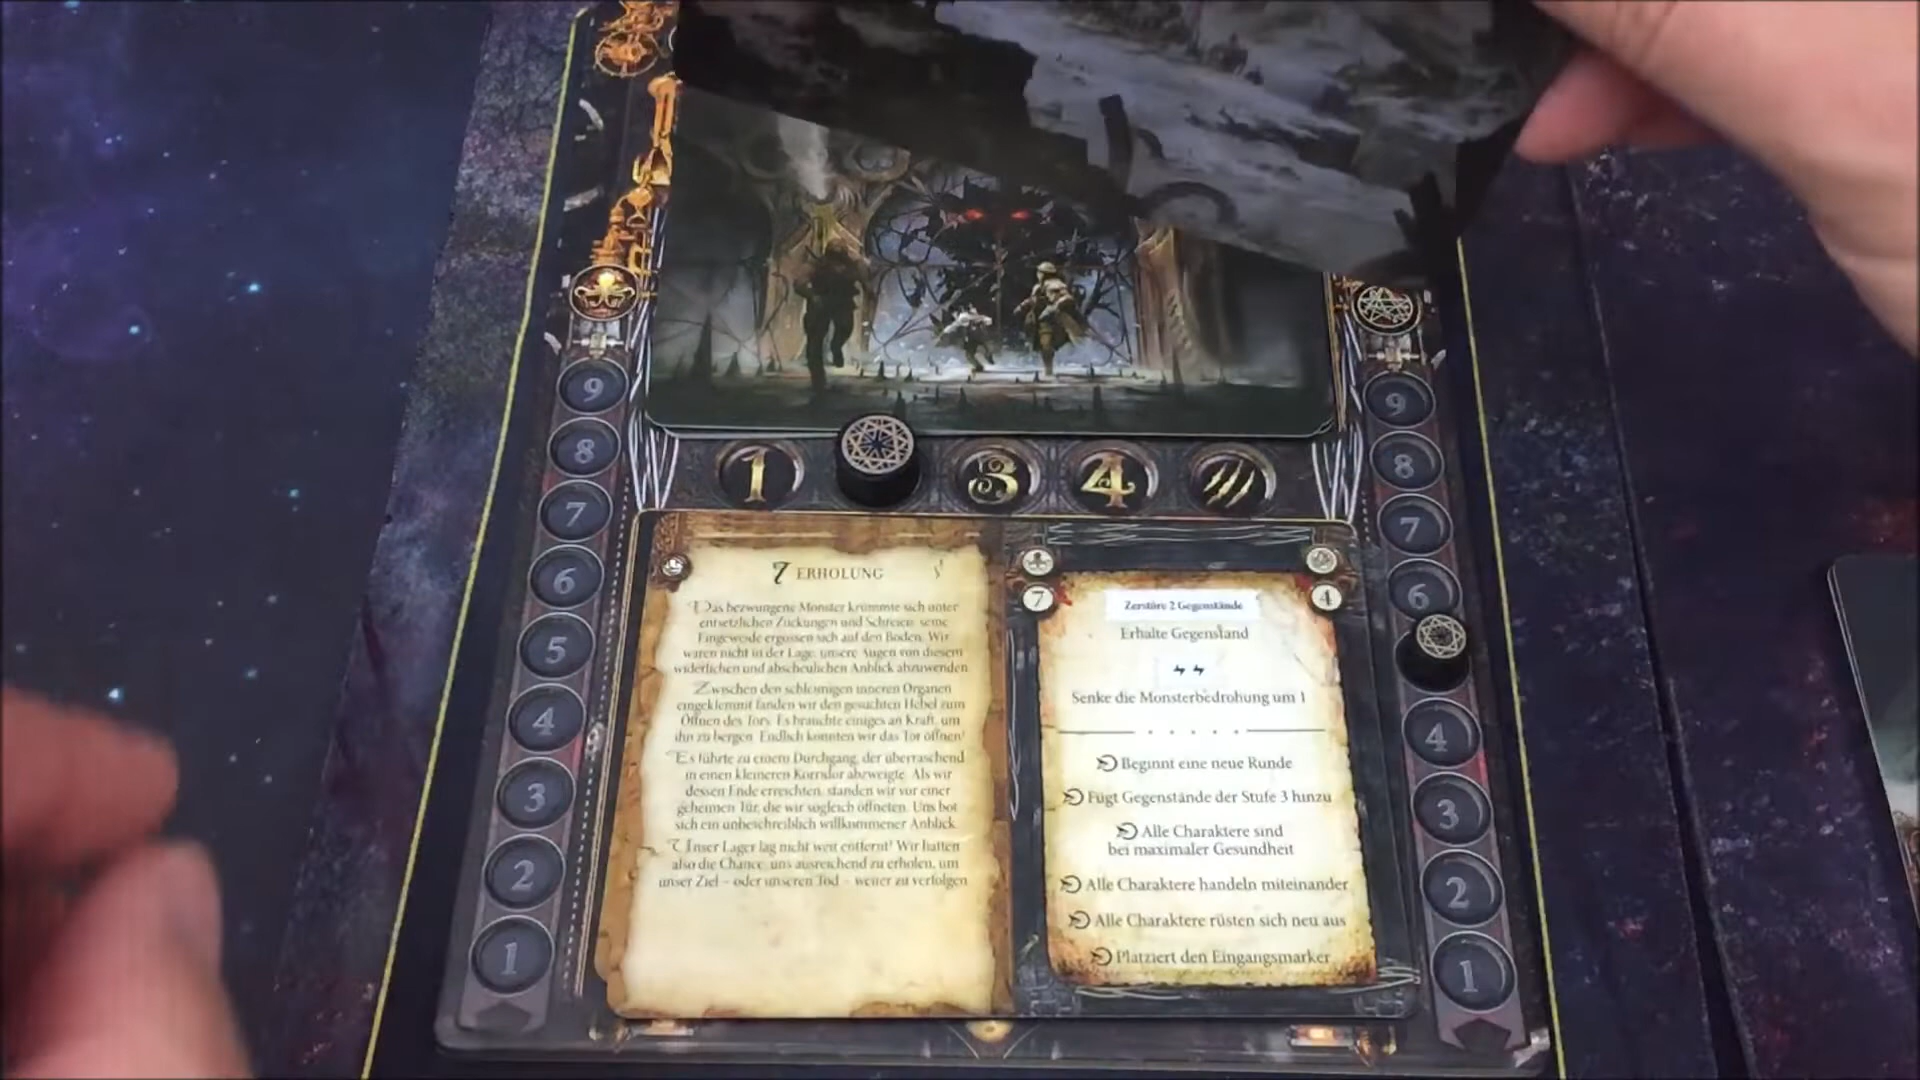 1
3
4
9
8
7
6
5
4
3
2
1
9
8
7
6
4
3
2
1
7 ERHOLUNG
Das bezwungene Monster krümmte sich unter
entsetzlichen Zuckungen und Schreien, seine
Eingeweide ergossen sich auf den Boden. Wir
waren nicht in der Lage, unsere Augen von diesem
widerlichen und abscheulichen Anblick abzuwenden.
Zwischen den schleimigen inneren Organen
eingeklemmt fanden wir den gesuchten Hebel zum
Öffnen des Tors. Es brauchte einiges an Kraft, um
ihn zu bergen. Endlich konnten wir das Tor öffnen!
Es führte zu einem Durchgang, der überraschend
in einen kleineren Korridor abzweigte. Als wir
dessen Ende erreichten, standen wir vor einer
geheimen Tür, die wir sogleich öffneten. Uns bot
sich ein unbeschreiblich willkommener Anblick.
Unser Lager lag nicht weit entfernt! Wir hatten
also die Chance, uns ausreichend zu erholen, um
unser Ziel – oder unseren Tod – weiter zu verfolgen
7
4
Zerstöre 2 Gegenstände
Erhalte Gegenstand
Senke die Monsterbedrohung um 1
Beginnt eine neue Runde
Fügt Gegenstände der Stufe 3 hinzu
Alle Charaktere sind
bei maximaler Gesundheit
Alle Charaktere handeln miteinander
Alle Charaktere rüsten sich neu aus
Platziert den Eingangsmarker